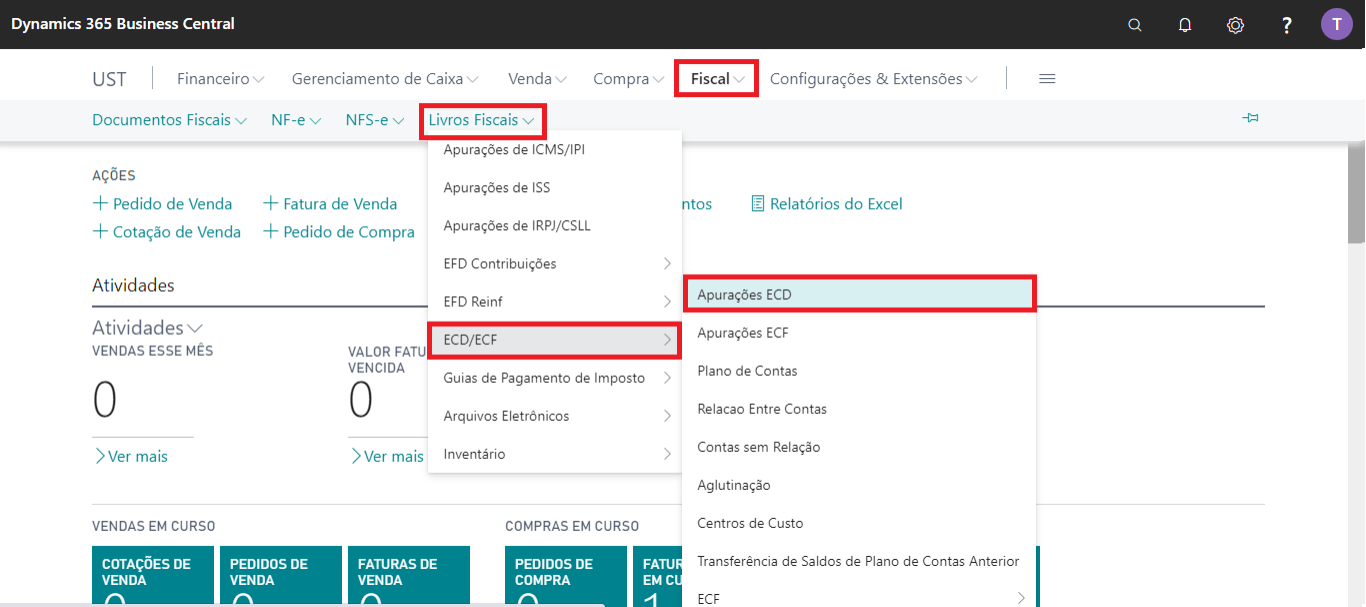 Dynamics 365 Business Central
?
T
UST
Financeiro
Gerenciamento de Caixa
Venda
Compra
Fiscal
Configurações & Extensões
Documentos Fiscais
NF-e
NFS-e
Livros Fiscais
Apurações de ICMS/IPI
Apurações de ISS
Apurações de IRPJ/CSLL
EFD Contribuições
EFD Reinf
ECD/ECF
Guias de Pagamento de Imposto
Arquivos Eletrônicos
Inventário
Apurações ECD
Apurações ECF
Plano de Contas
Relacao Entre Contas
Contas sem Relação
Aglutinação
Centros de Custo
Transferência de Saldos de Plano de Contas Anterior
ECF
AÇÕES
+ Pedido de Venda
+ Fatura de Venda
ntos
Relatórios do Excel
+ Cotação de Venda
+ Pedido de Compra
Atividades
Atividades
VENDAS ESSE MÊS
0
Ver mais
VALOR FATU
VENCIDA
0
Ver mais
VENDAS EM CURSO
COTAÇÕES DE
VENDA
PEDIDOS DE
VENDA
FATURAS DE
VENDA
COMPRAS EM CURSO
PEDIDOS DE
COMPRA
FATUR
EM CU